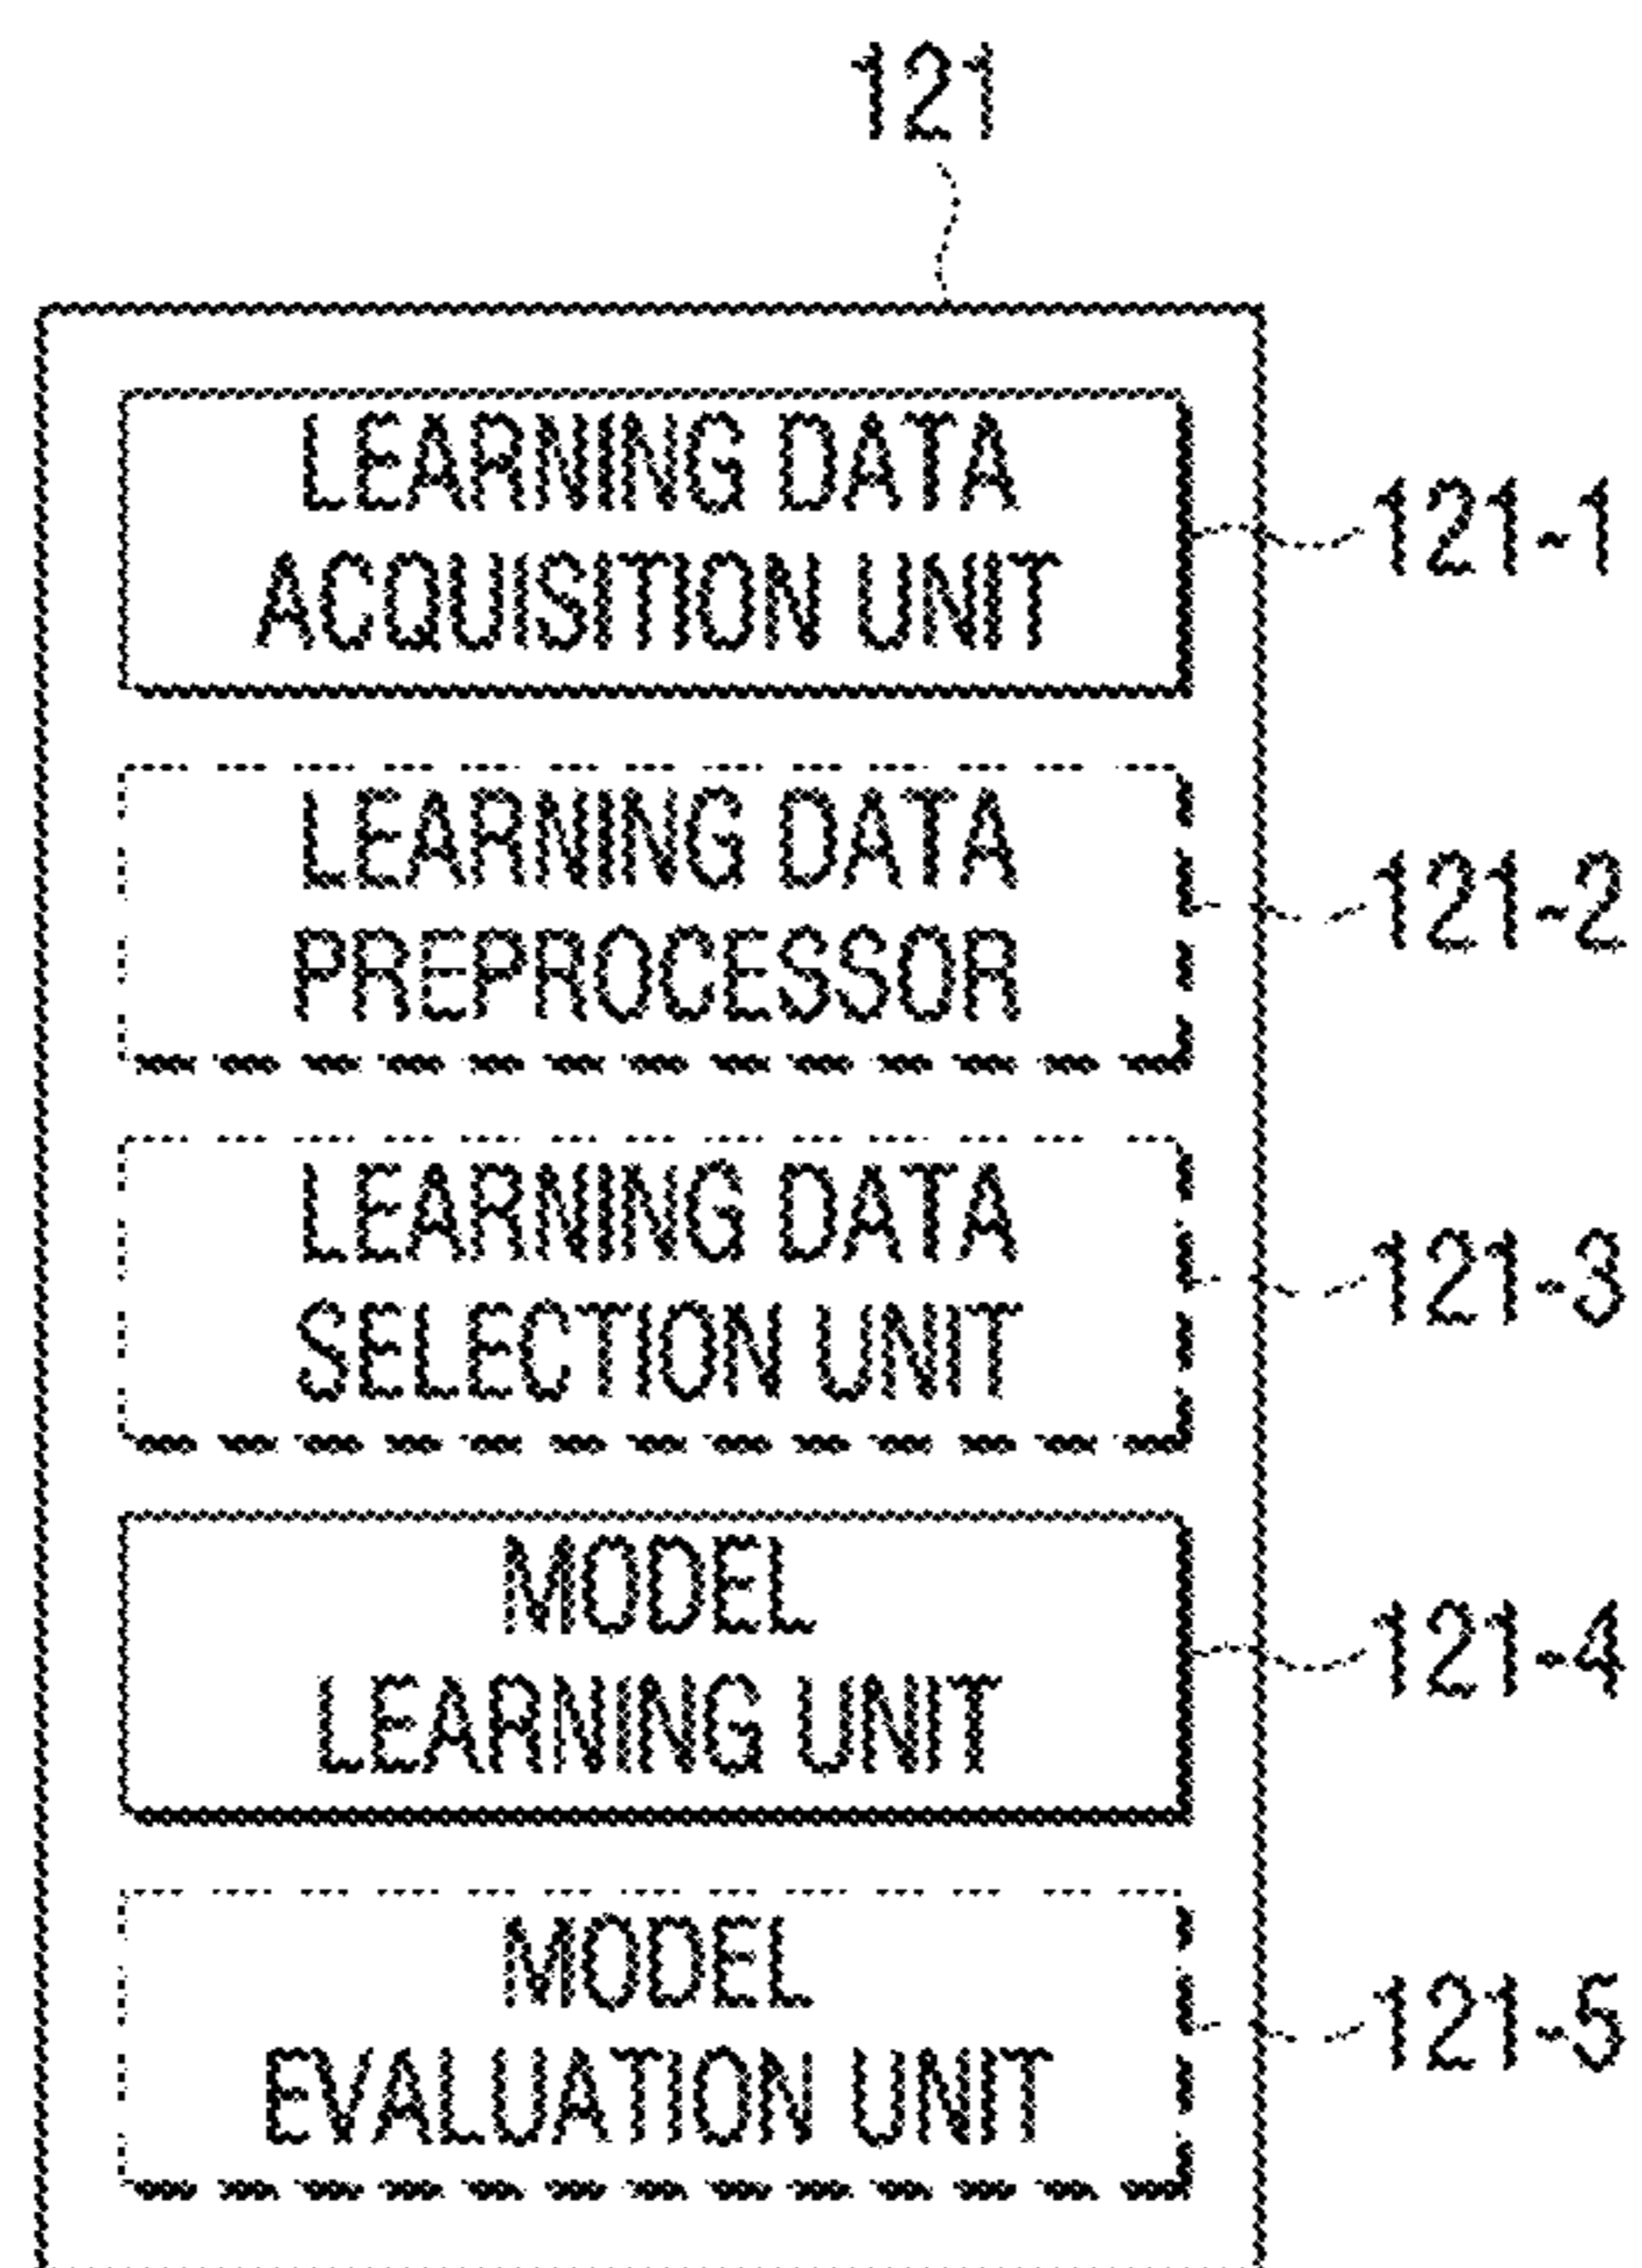 121
LEARNING DATA
ACQUISITION UNIT
121-1
LEARNING DATA
PREPROCESSOR
121-2
LEARNING DATA
SELECTION UNIT
121-3
MODEL
LEARNING UNIT
121-4
MODEL
EVALUATION UNIT
121-5